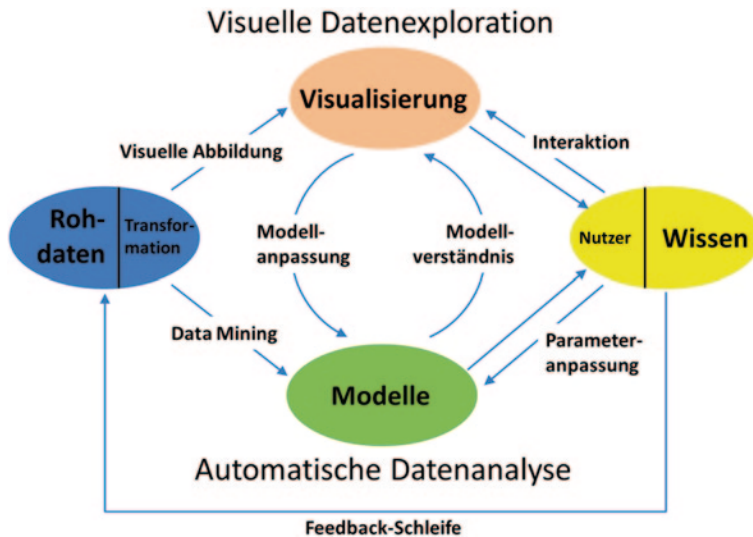 Visuelle Datenexploration
Visualisierung
Visuelle Abbildung
Interaktion
Roh-
daten
Transfor-
mation
Modell-
anpassung
Modell-
verständnis
Nutzer
Wissen
Data Mining
Parameter-
anpassung
Modelle
Automatische Datenanalyse
Feedback-Schleife